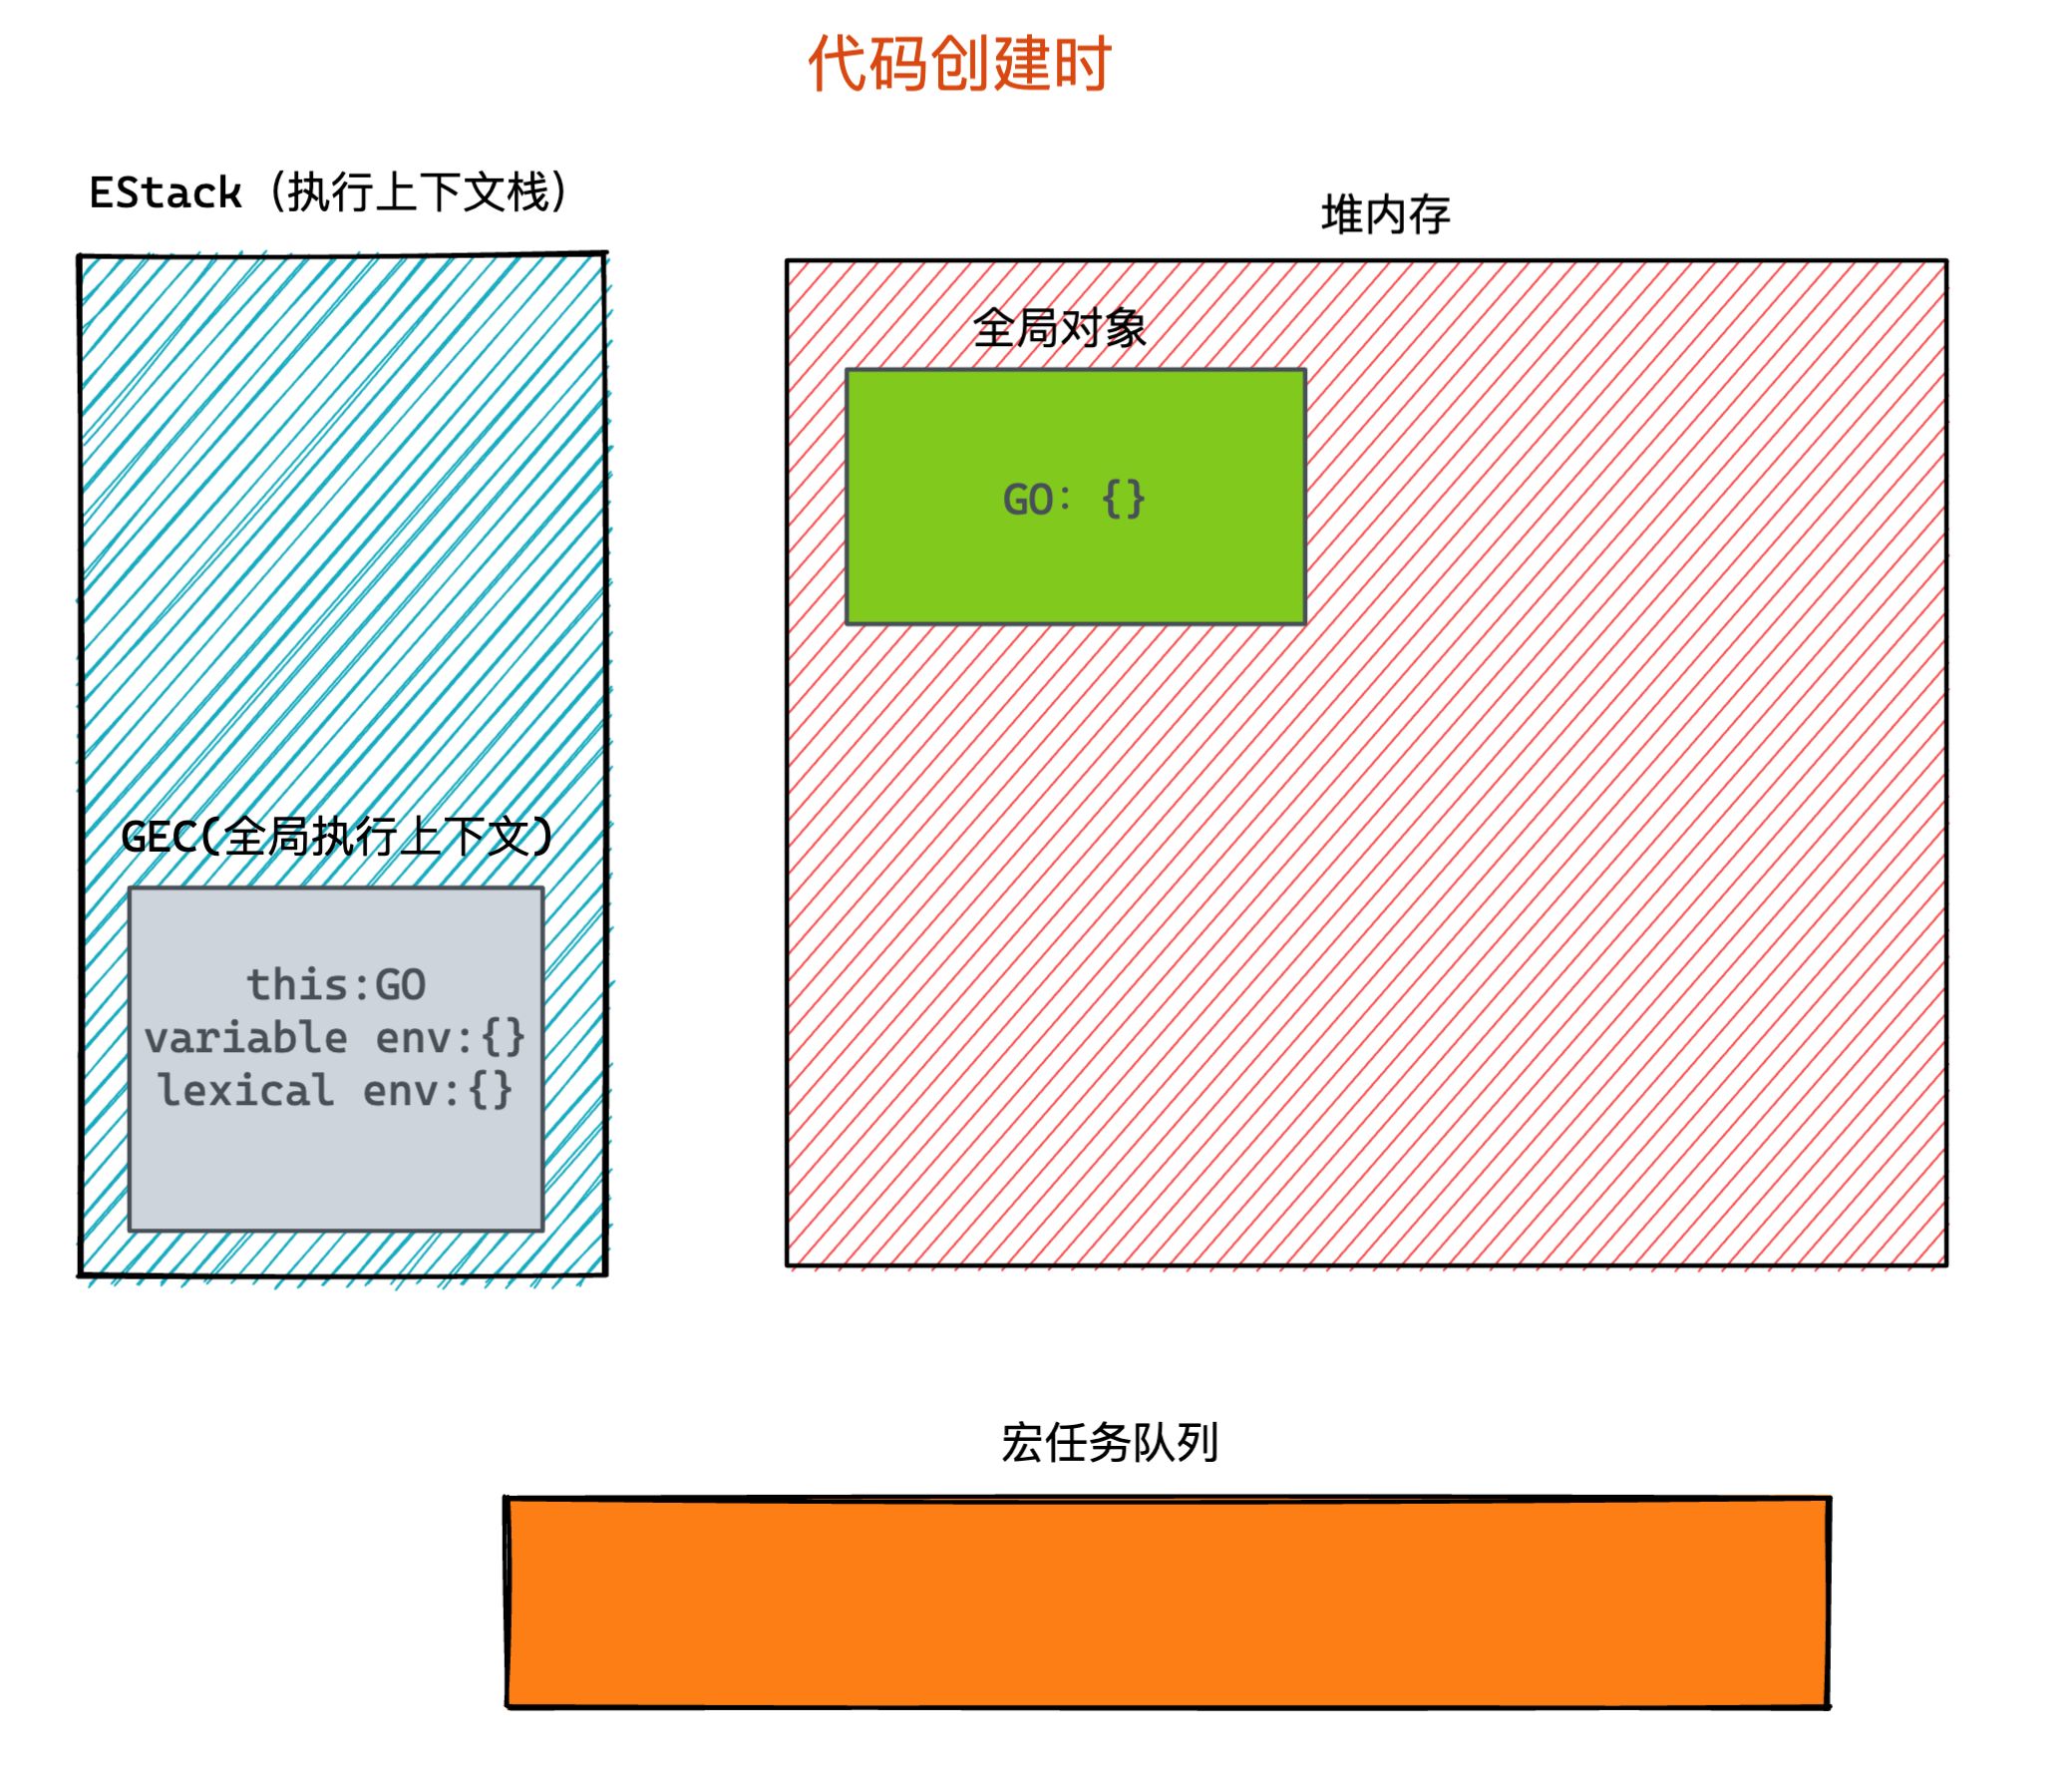 代码创建时
EStack（执行上下文栈）
堆内存
全局对象
GO: {}
GEC(全局执行上下文)
this:GO
variable env:{}
lexical env:{}
宏任务队列